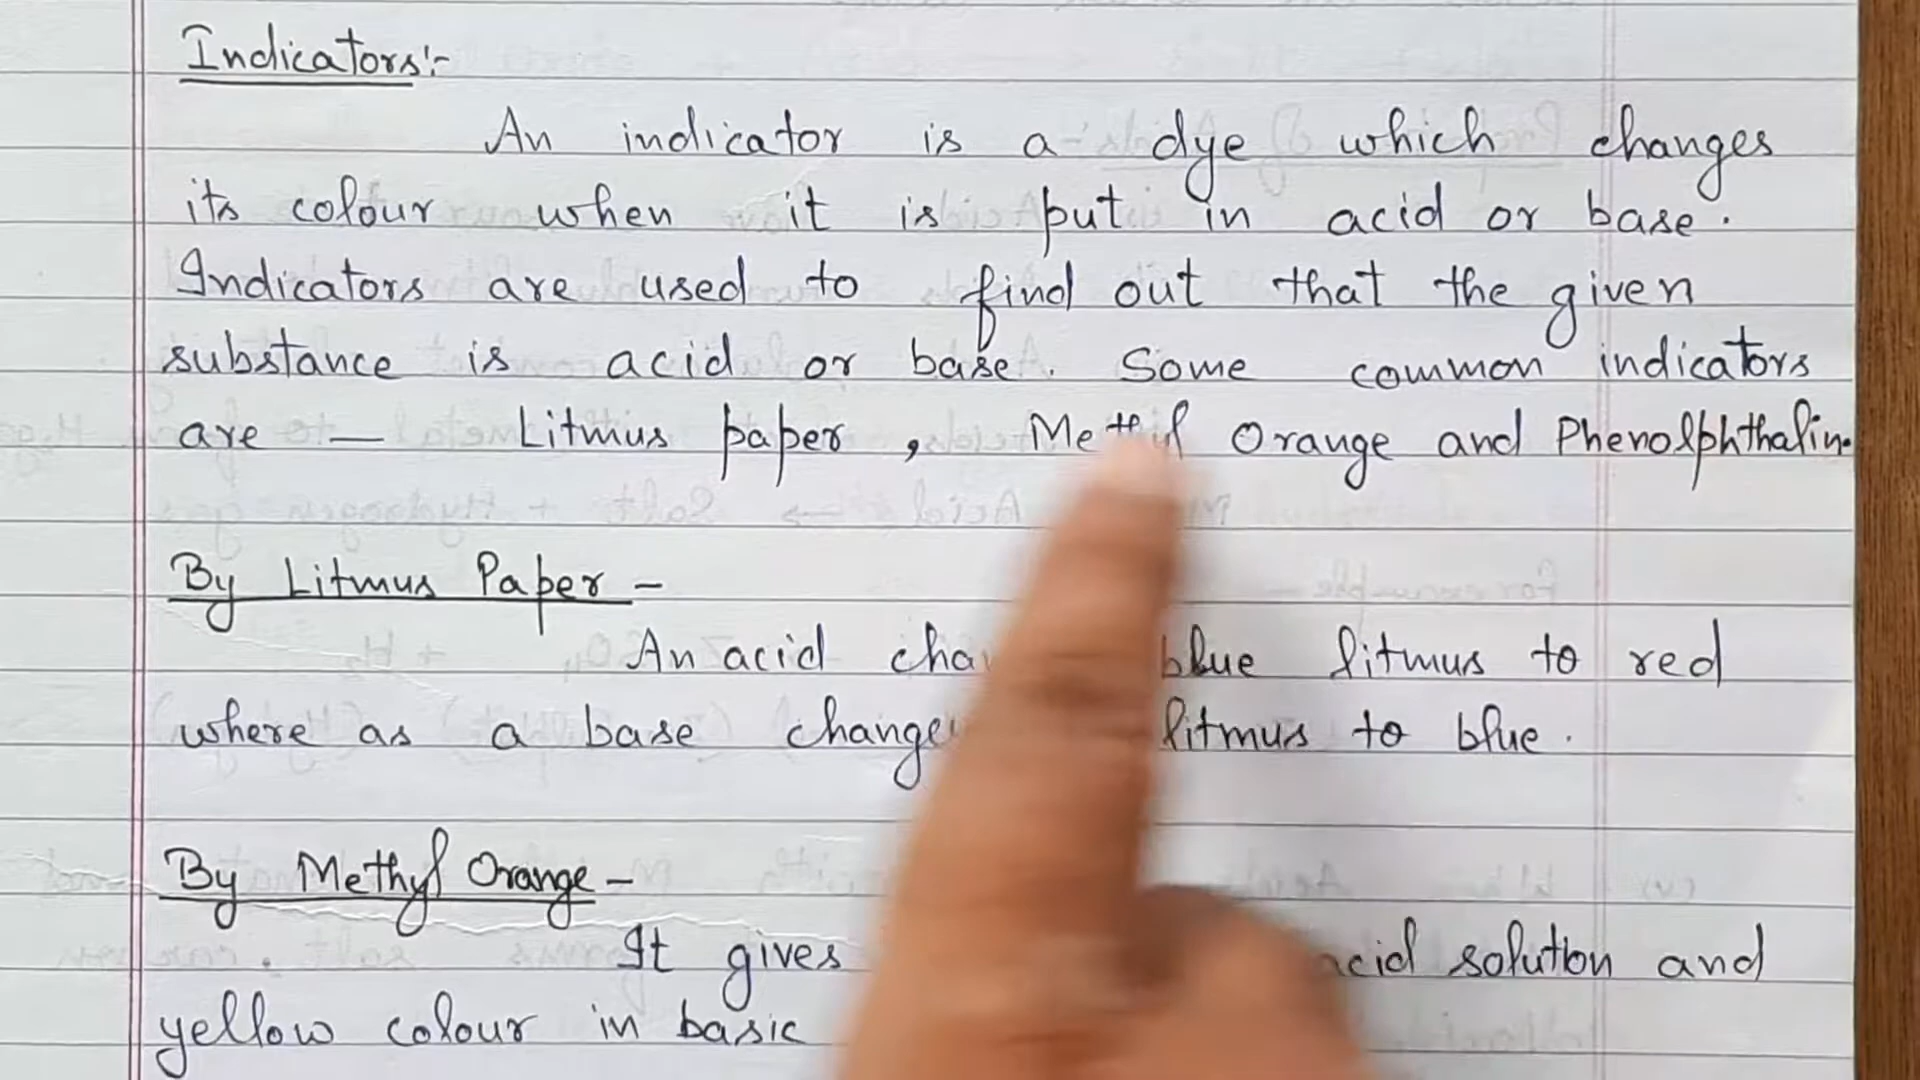 Indicators:-
An indicator is a dye which changes
its colour when it is put in acid or base.
Indicators are used to find out that the given
substance is acid or base. Some common indicators
are — Litmus paper, Methyl Orange and Phenolphthalin.
By Litmus Paper -
An acid blue litmus to red
where as a base litmus to blue.
By Methyl Orange -
It gives acid solution and
yellow colour in basic